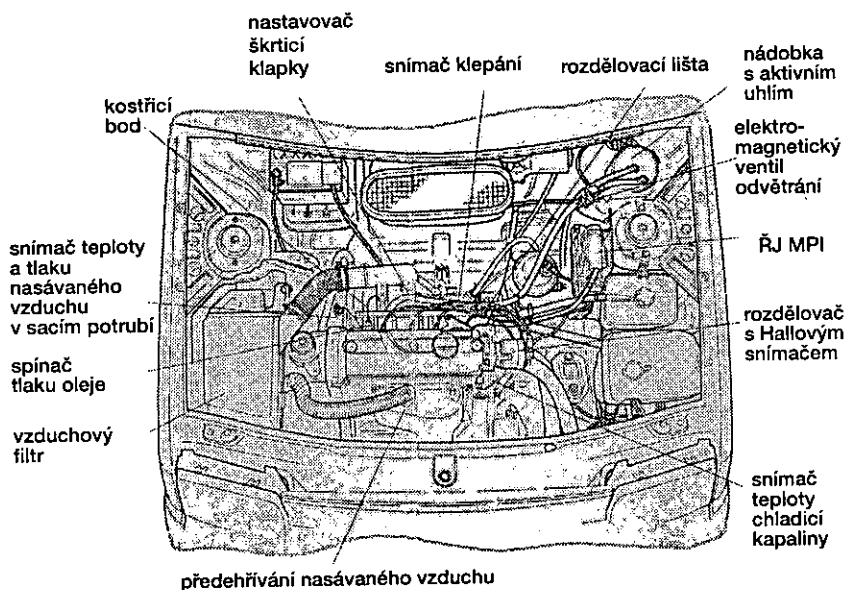 nastavovač
škrticí
klapky
snímač klepání
rozdělovací lišta
nádobka
s aktivním
uhlím
kostřicí
bod
elektro-
magnetický
ventil
odvětrání
snímač teploty
a tlaku
nasávaného
vzduchu
v sacím potrubí
ŘJ MPI
rozdělovač
s Hallovým
snímačem
spínač
tlaku oleje
vzduchový
filtr
snímač
teploty
chladicí
kapaliny
předehřívání nasávaného vzduchu